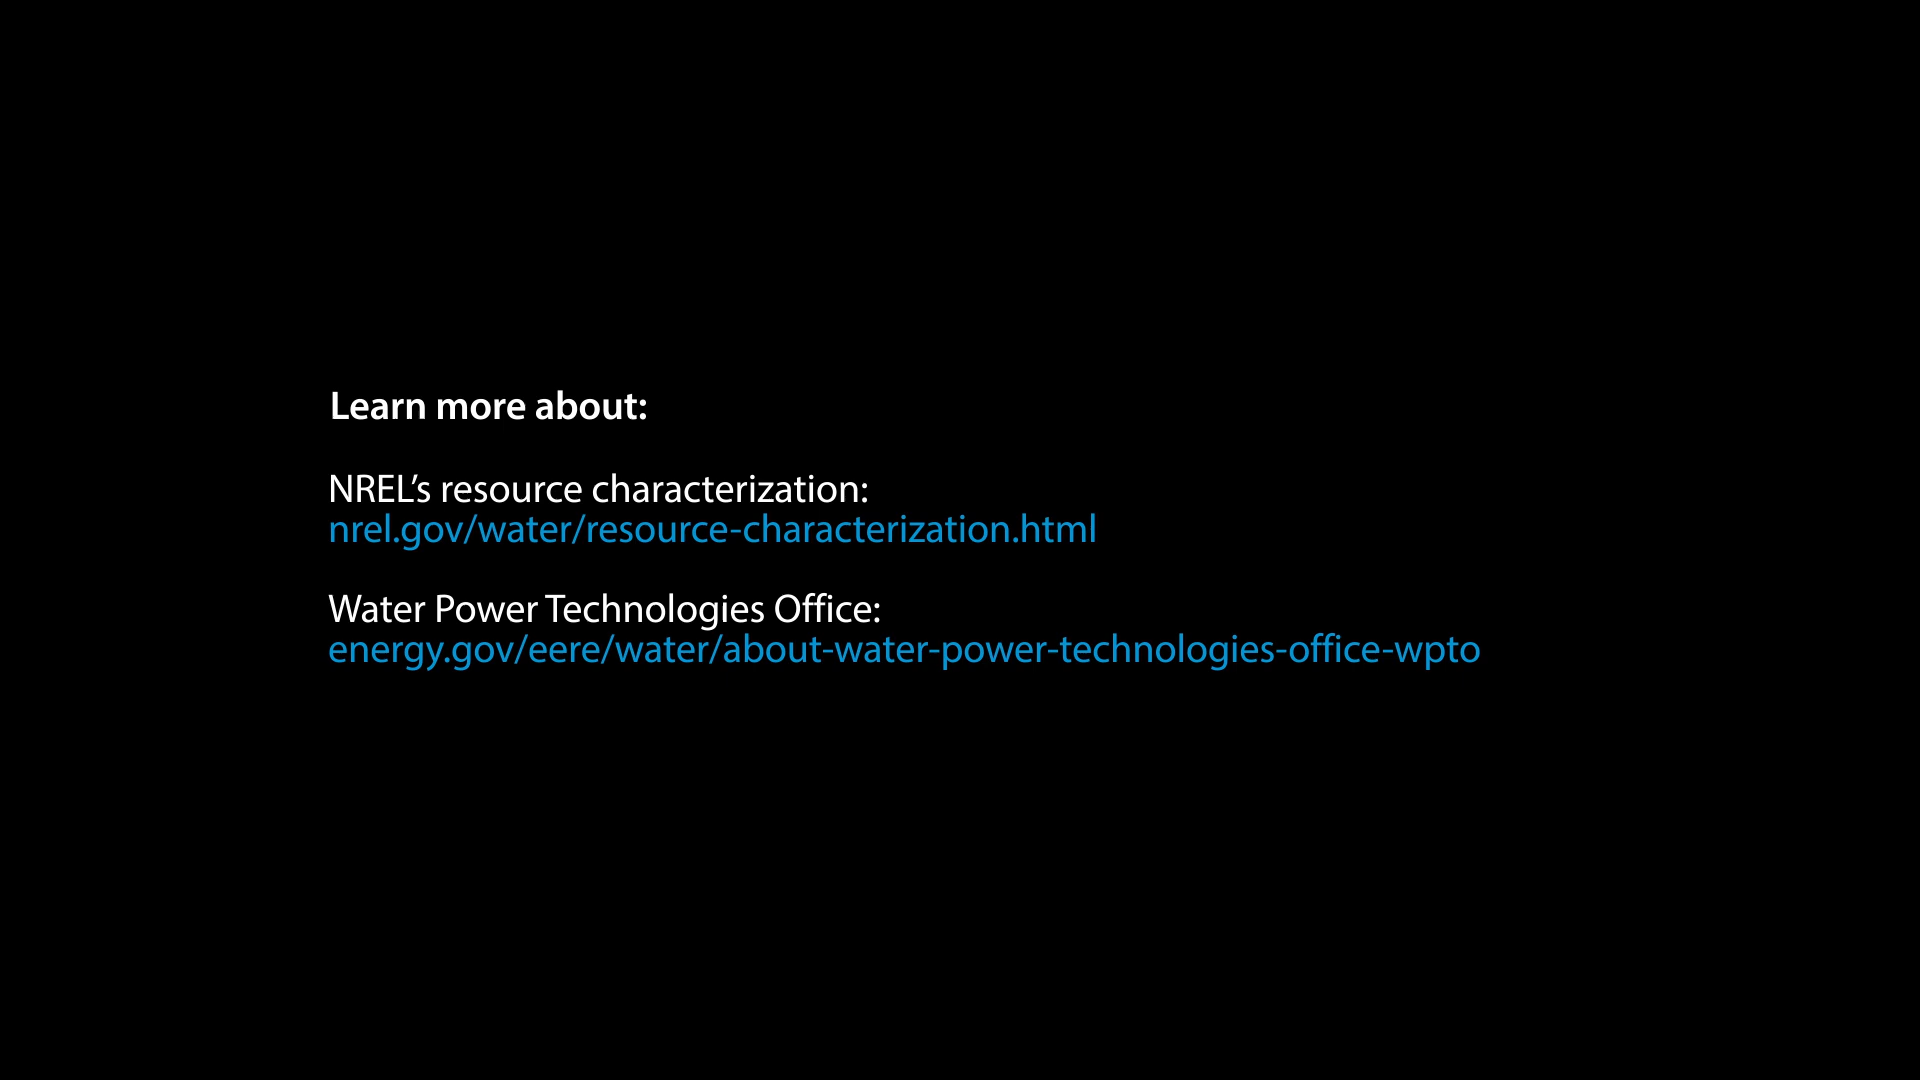 Learn more about:
NREL’s resource characterization:
nrel.gov/water/resource-characterization.html
Water Power Technologies Office:
energy.gov/eere/water/about-water-power-technologies-office-wpto